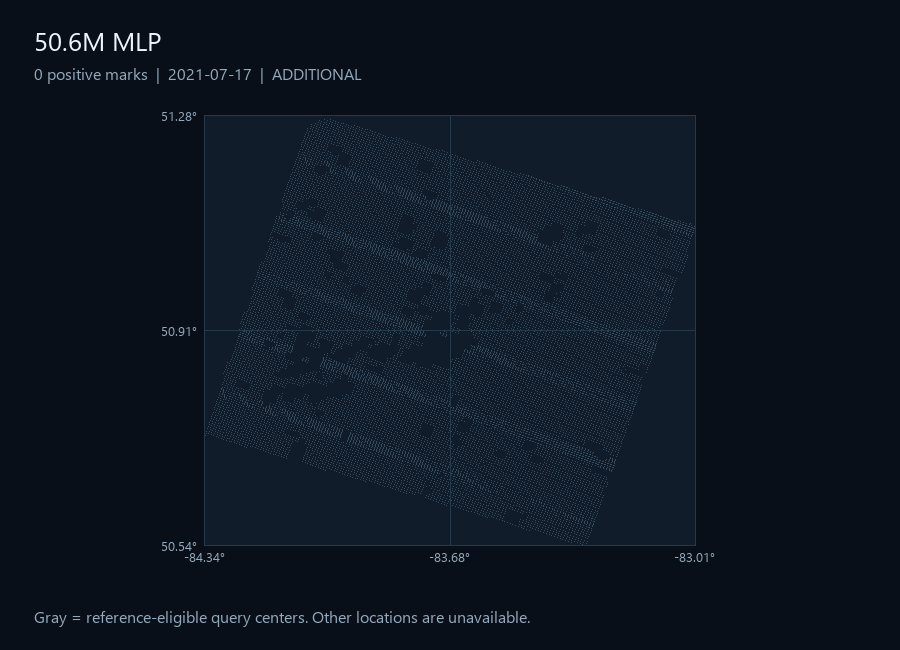 50.6M MLP
0 positive marks | 2021-07-17 | ADDITIONAL
51.28°
50.91°
50.54°
-84.34° -83.68° -83.01°
Gray = reference-eligible query centers. Other locations are unavailable.